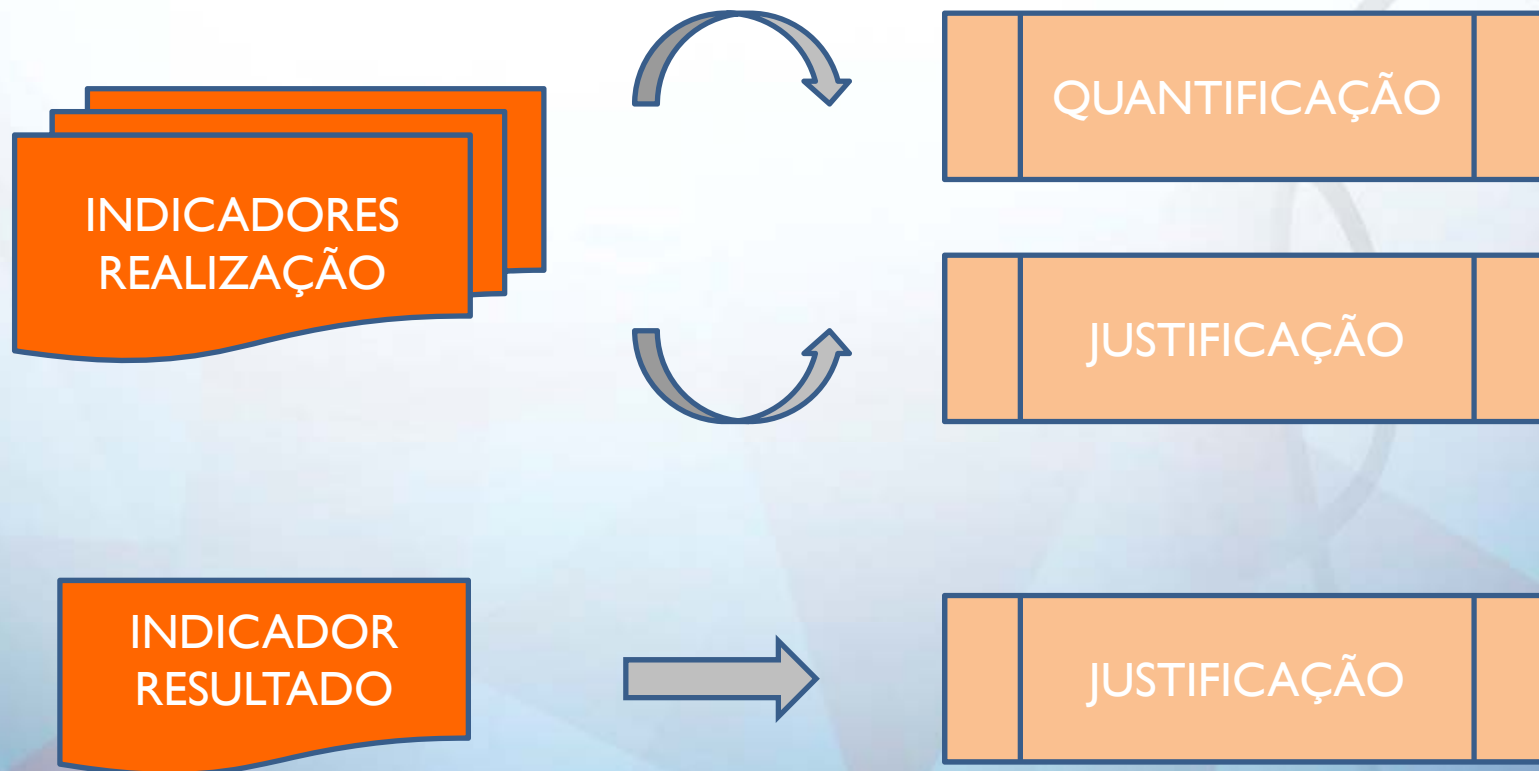 INDICADORES
REALIZAÇÃO
QUANTIFICAÇÃO
JUSTIFICAÇÃO
INDICADOR
RESULTADO
JUSTIFICAÇÃO